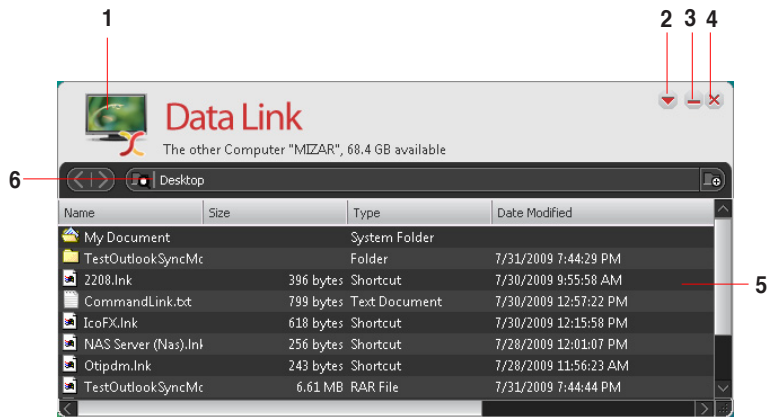 1 2 3 4
Data Link
The other Computer "MIZAR", 68.4 GB available
6
Desktop
Name Size Type Date Modified
My Document System Folder
TestOutlookSyncMc Folder 7/31/2009 7:44:29 PM
2208.lnk 396 bytes Shortcut 7/30/2009 9:55:58 AM
5
CommandLink.txt 799 bytes Text Document 7/30/2009 12:57:22 PM
IcoFX.lnk 618 bytes Shortcut 7/30/2009 12:15:58 PM
NAS Server (Nas).lnk 256 bytes Shortcut 7/28/2009 12:01:07 PM
Otipdm.lnk 243 bytes Shortcut 7/28/2009 11:56:23 AM
TestOutlookSyncMc 6.61 MB RAR File 7/31/2009 7:44:44 PM